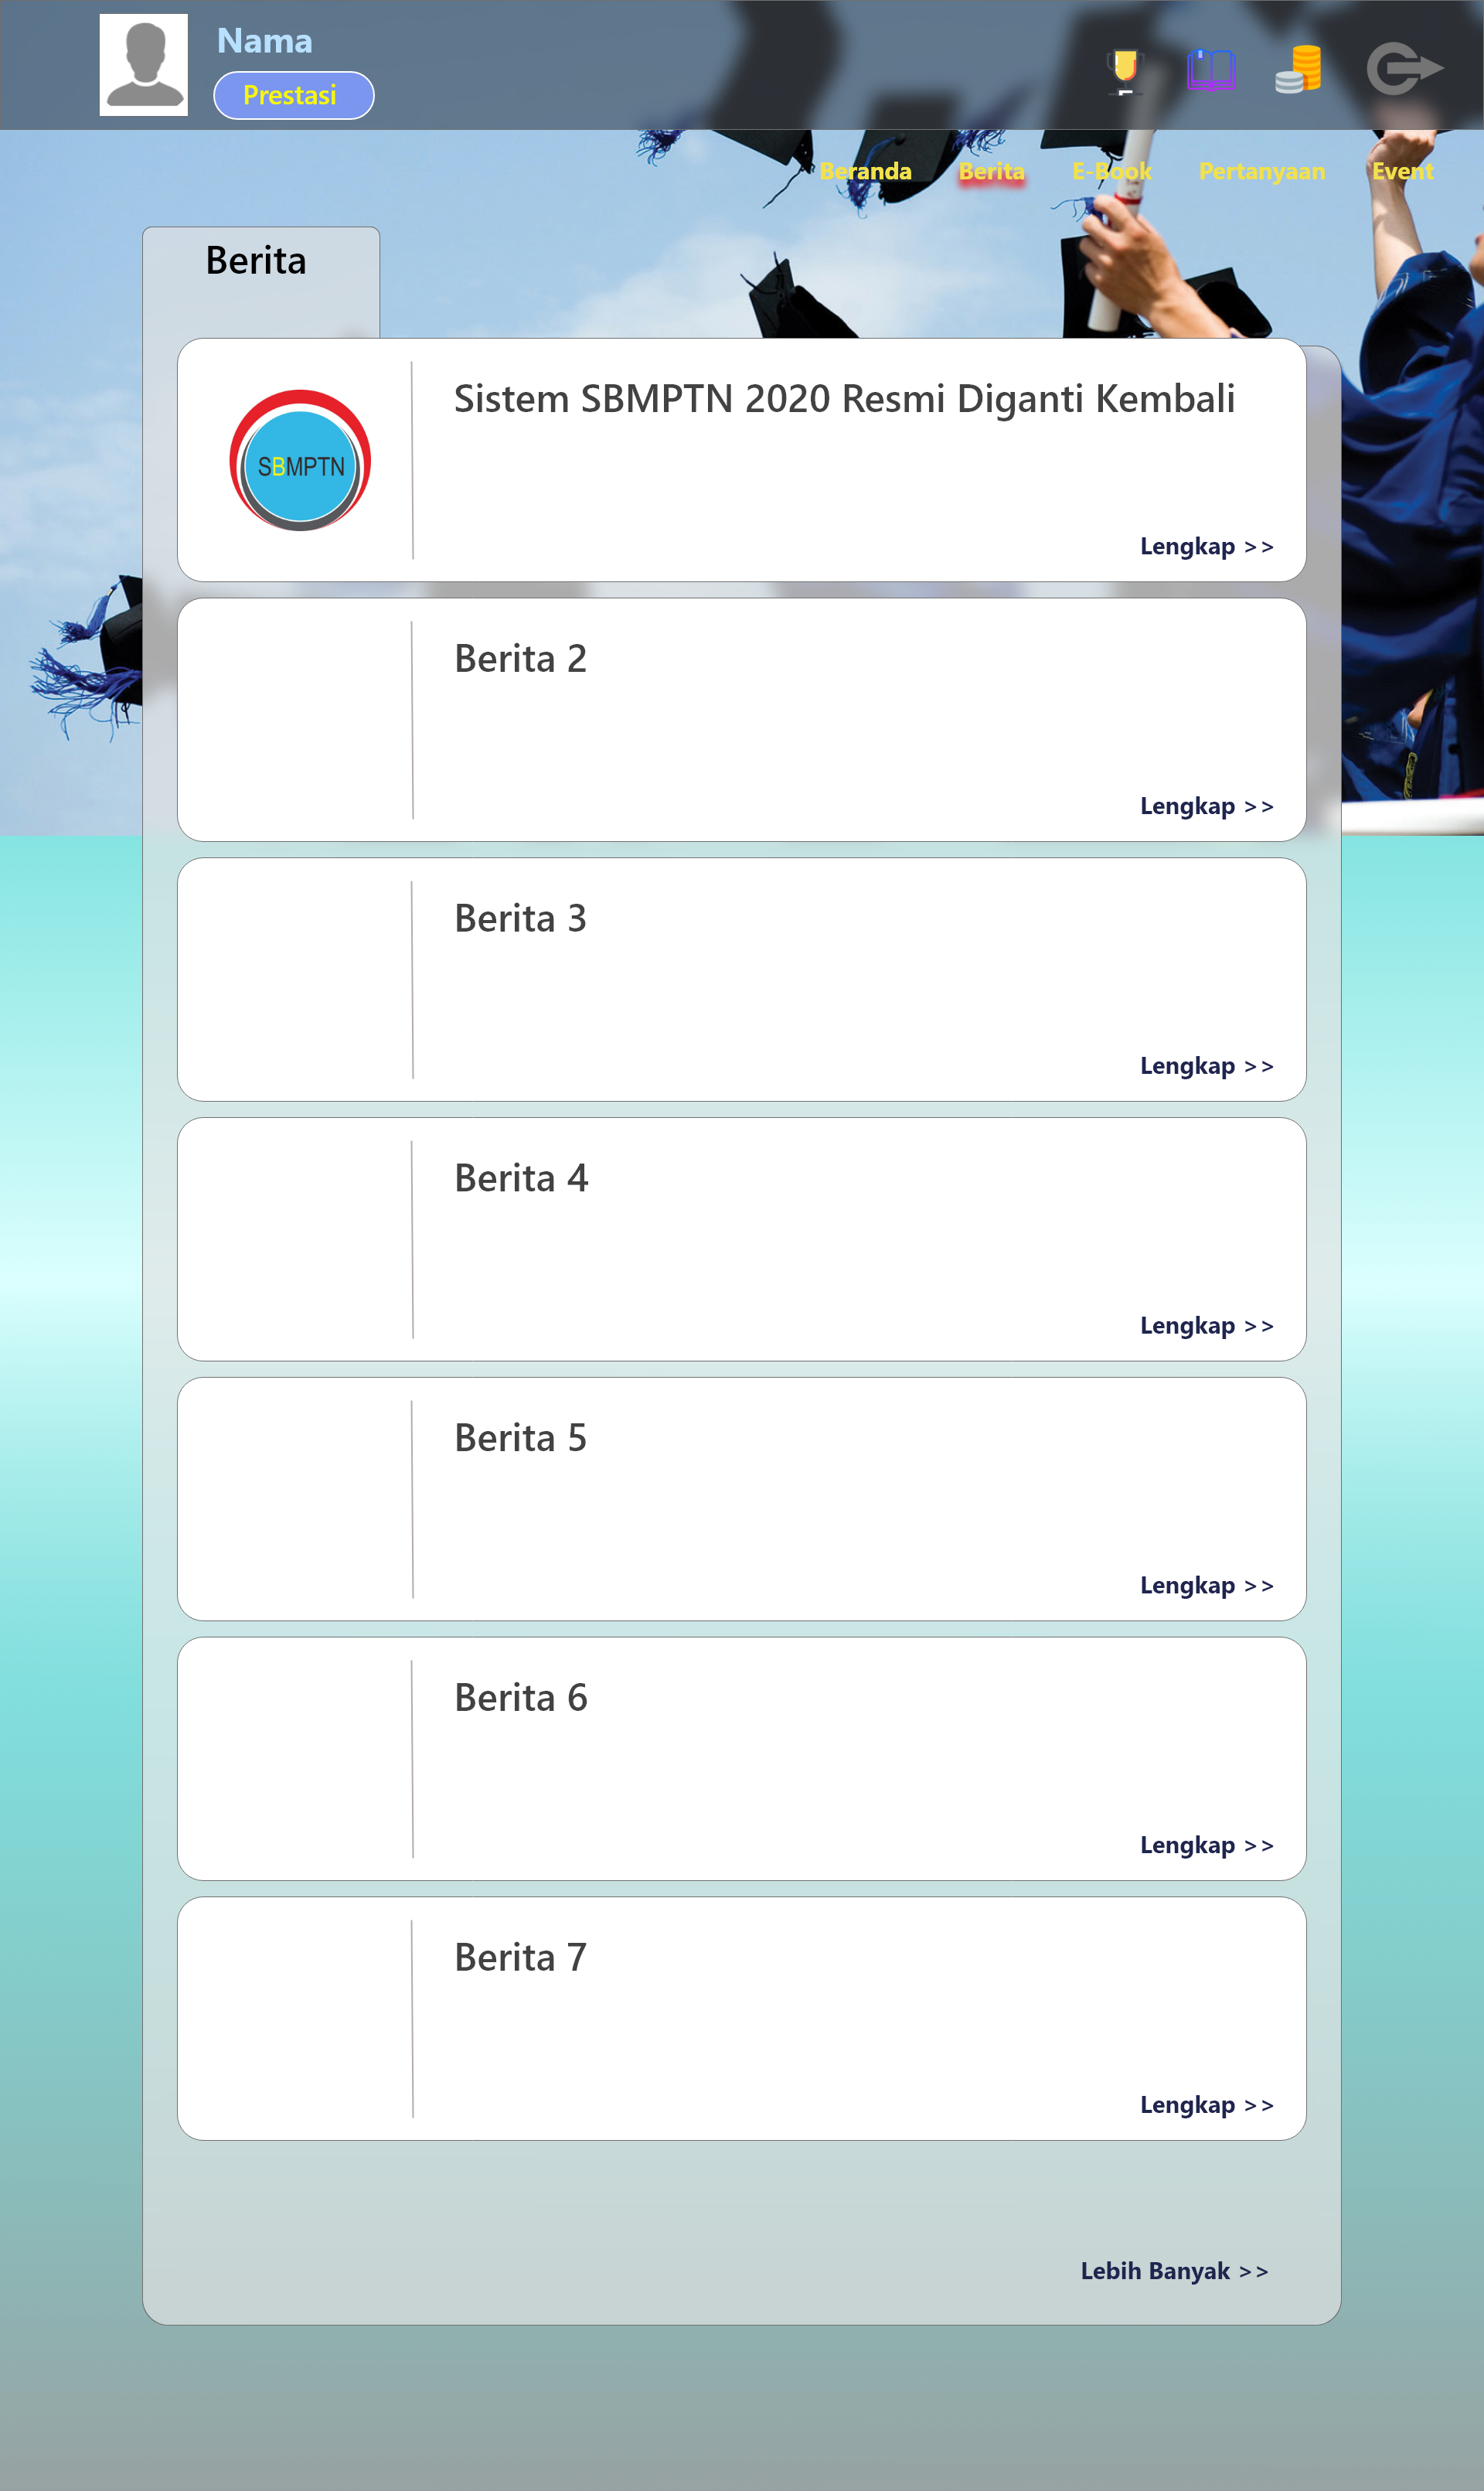 Nama
Prestasi
Beranda Berita E-Book Pertanyaan Event
Berita
SBMPTN
Sistem SBMPTN 2020 Resmi Diganti Kembali
Lengkap >>
Berita 2
Lengkap >>
Berita 3
Lengkap >>
Berita 4
Lengkap >>
Berita 5
Lengkap >>
Berita 6
Lengkap >>
Berita 7
Lengkap >>
Lebih Banyak >>